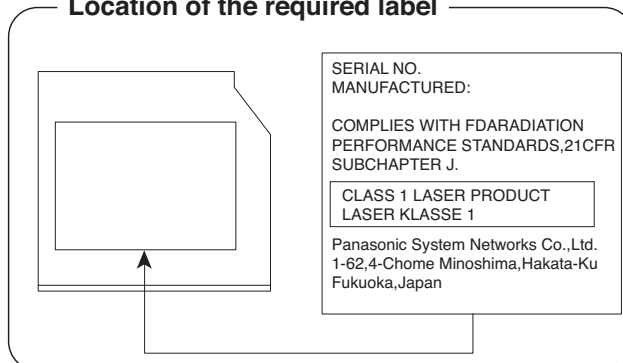 Location of the required label
SERIAL NO.
MANUFACTURED:
COMPLIES WITH FDARADIATION
PERFORMANCE STANDARDS,21CFR
SUBCHAPTER J.
CLASS 1 LASER PRODUCT
LASER KLASSE 1
Panasonic System Networks Co.,Ltd.
1-62,4-Chome Minoshima,Hakata-Ku
Fukuoka,Japan